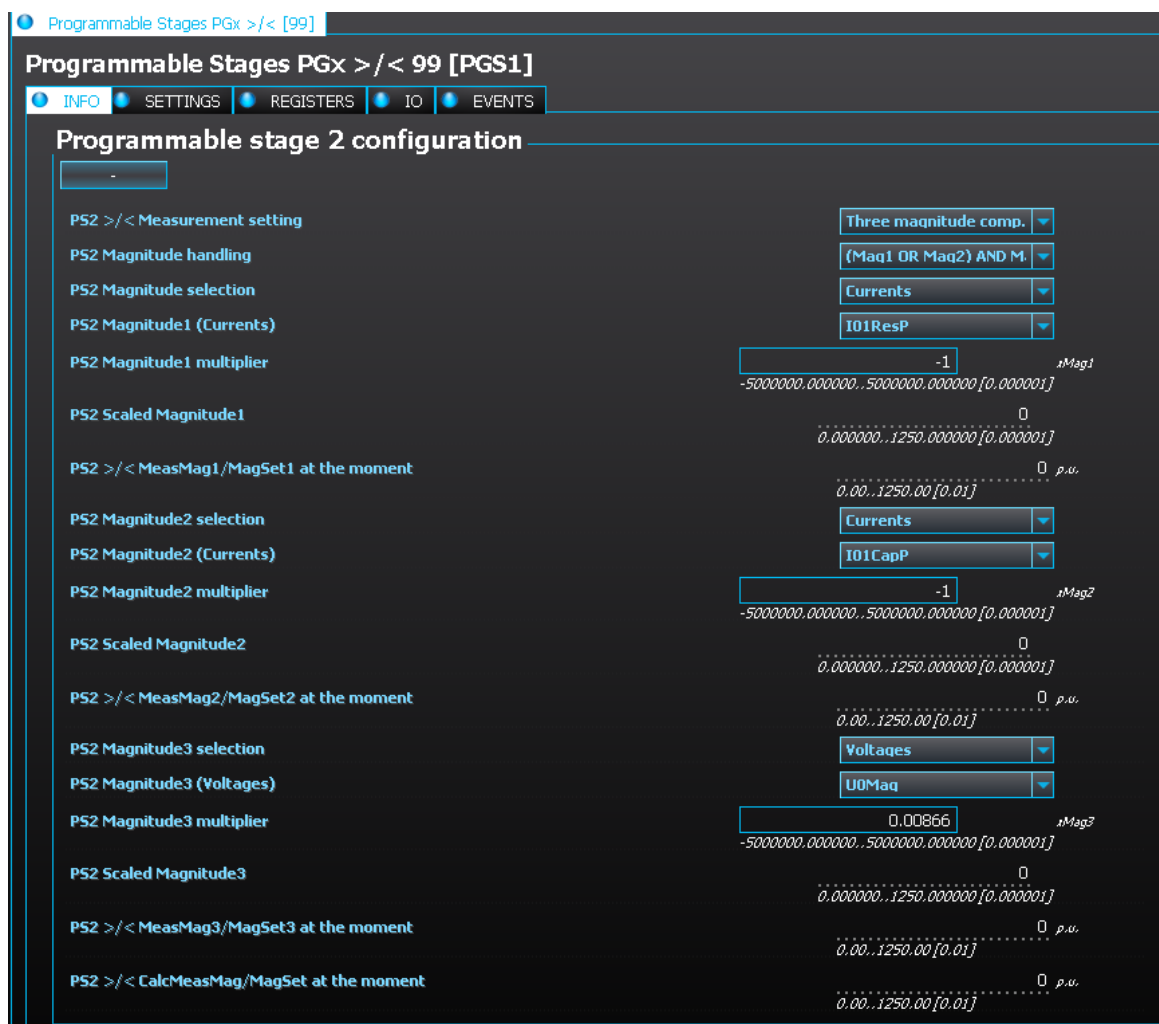 Programmable Stages PGx >/< [99]
Programmable Stages PGx >/< 99 [PGS1]
INFO SETTINGS REGISTERS IO EVENTS
Programmable stage 2 configuration
-
PS2 >/< Measurement setting Three magnitude comp.
PS2 Magnitude handling (Mag1 OR Mag2) AND M.
PS2 Magnitude selection Currents
PS2 Magnitude1 (Currents) I01ResP
PS2 Magnitude1 multiplier -1 xMag1
-5000000.000000..5000000.000000 [0.000001]
PS2 Scaled Magnitude1 0
0.000000..1250.000000 [0.000001]
PS2 >/< MeasMag1/MagSet1 at the moment 0 p.u.
0.00..1250.00 [0.01]
PS2 Magnitude2 selection Currents
PS2 Magnitude2 (Currents) I01CapP
PS2 Magnitude2 multiplier -1 xMag2
-5000000.000000..5000000.000000 [0.000001]
PS2 Scaled Magnitude2 0
0.000000..1250.000000 [0.000001]
PS2 >/< MeasMag2/MagSet2 at the moment 0 p.u.
0.00..1250.00 [0.01]
PS2 Magnitude3 selection Voltages
PS2 Magnitude3 (Voltages) U0Mag
PS2 Magnitude3 multiplier 0.00866 xMag3
-5000000.000000..5000000.000000 [0.000001]
PS2 Scaled Magnitude3 0
0.000000..1250.000000 [0.000001]
PS2 >/< MeasMag3/MagSet3 at the moment 0 p.u.
0.00..1250.00 [0.01]
PS2 >/< CalcMeasMag/MagSet at the moment 0 p.u.
0.00..1250.00 [0.01]